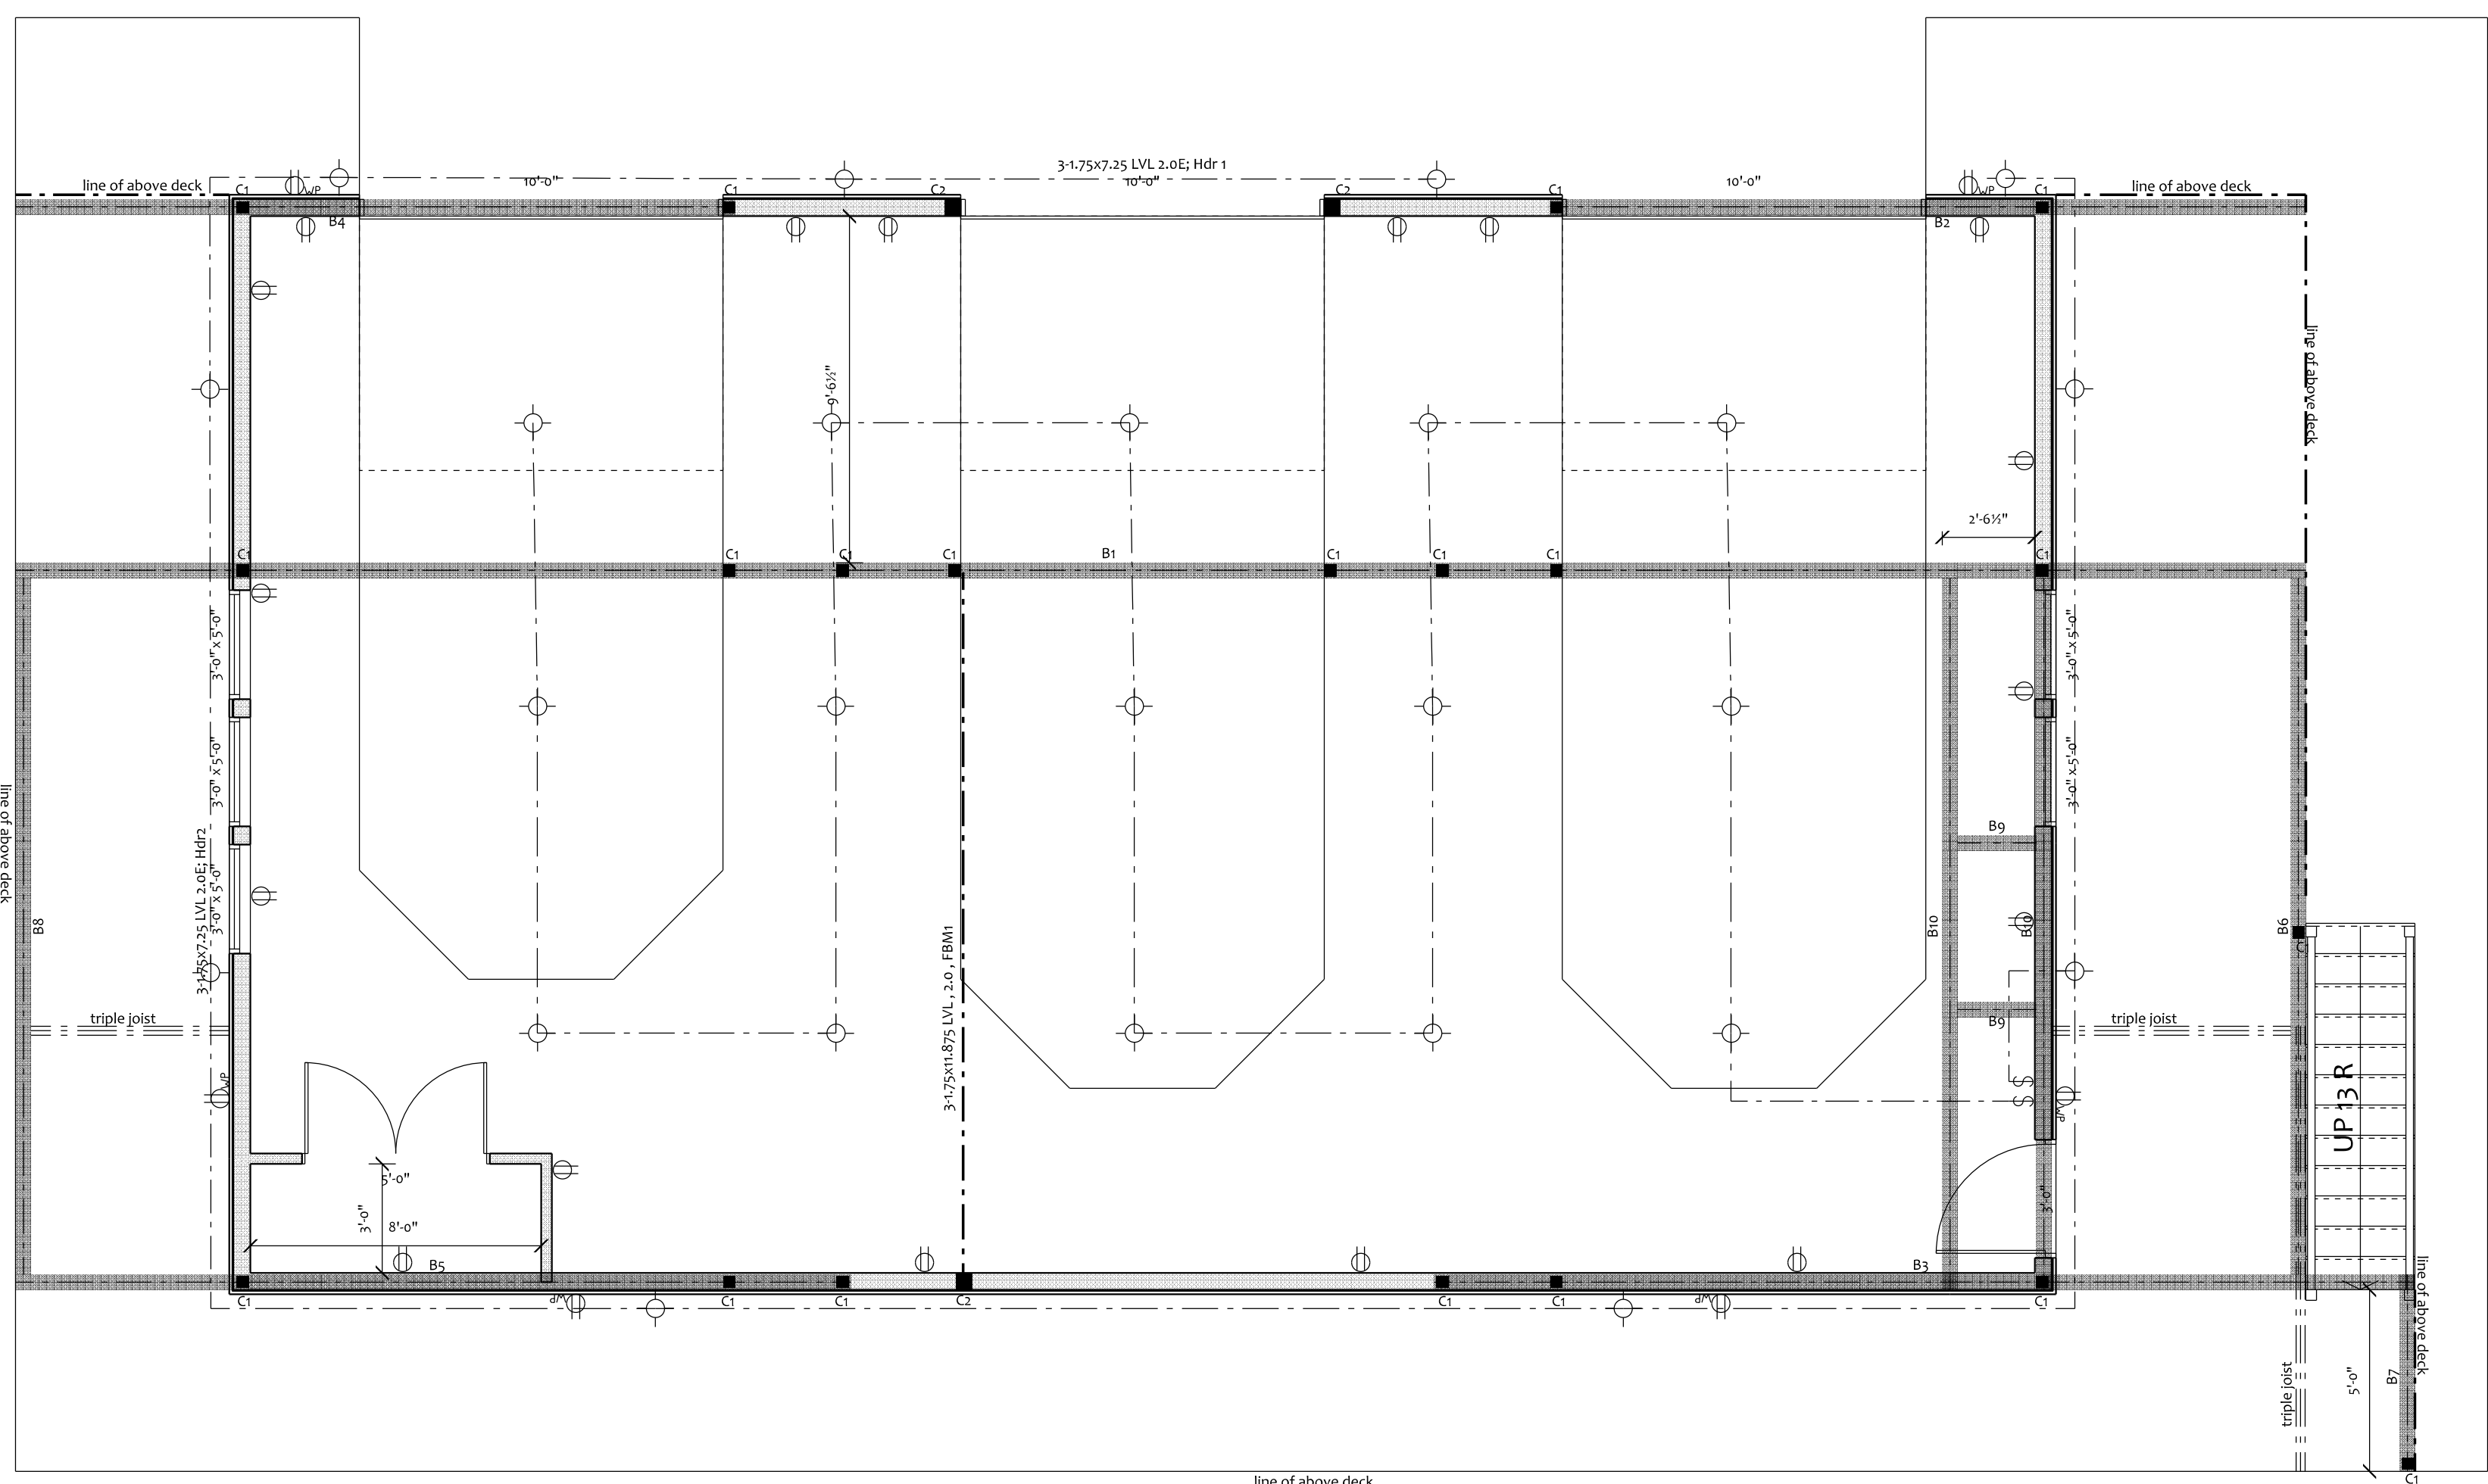 3-1.75x7.25 LVL 2.0E; Hdr 1
line of above deck
C1
WP
10'-0"
C1
C2
10'-0"
C2
C1
10'-0"
WP
C1
line of above deck
B4
B2
line of above deck
9'-6½"
2'-6½"
C1
C1
C1
C1
B1
C1
C1
C1
C1
3'-0" x 5'-0"
3'-0" x 5'-0"
3'-0" x 5'-0"
3'-0" x 5'-0"
3'-0" x 5'-0"
line of above deck
3-1.75x7.25 LVL 2.0E; Hdr2
B9
B8
3-1.75x11.875 LVL , 2.0 , FBM1
B10
B10
B6
triple joist
B9
triple joist
WP
S
S
WP
UP 13 R
5'-0"
3'-0"
8'-0"
3'-0"
B5
B3
C1
WP
C1
C1
C2
C1
C1
WP
C1
line of above deck
triple joist
5'-0"
B7
line of above deck
C1